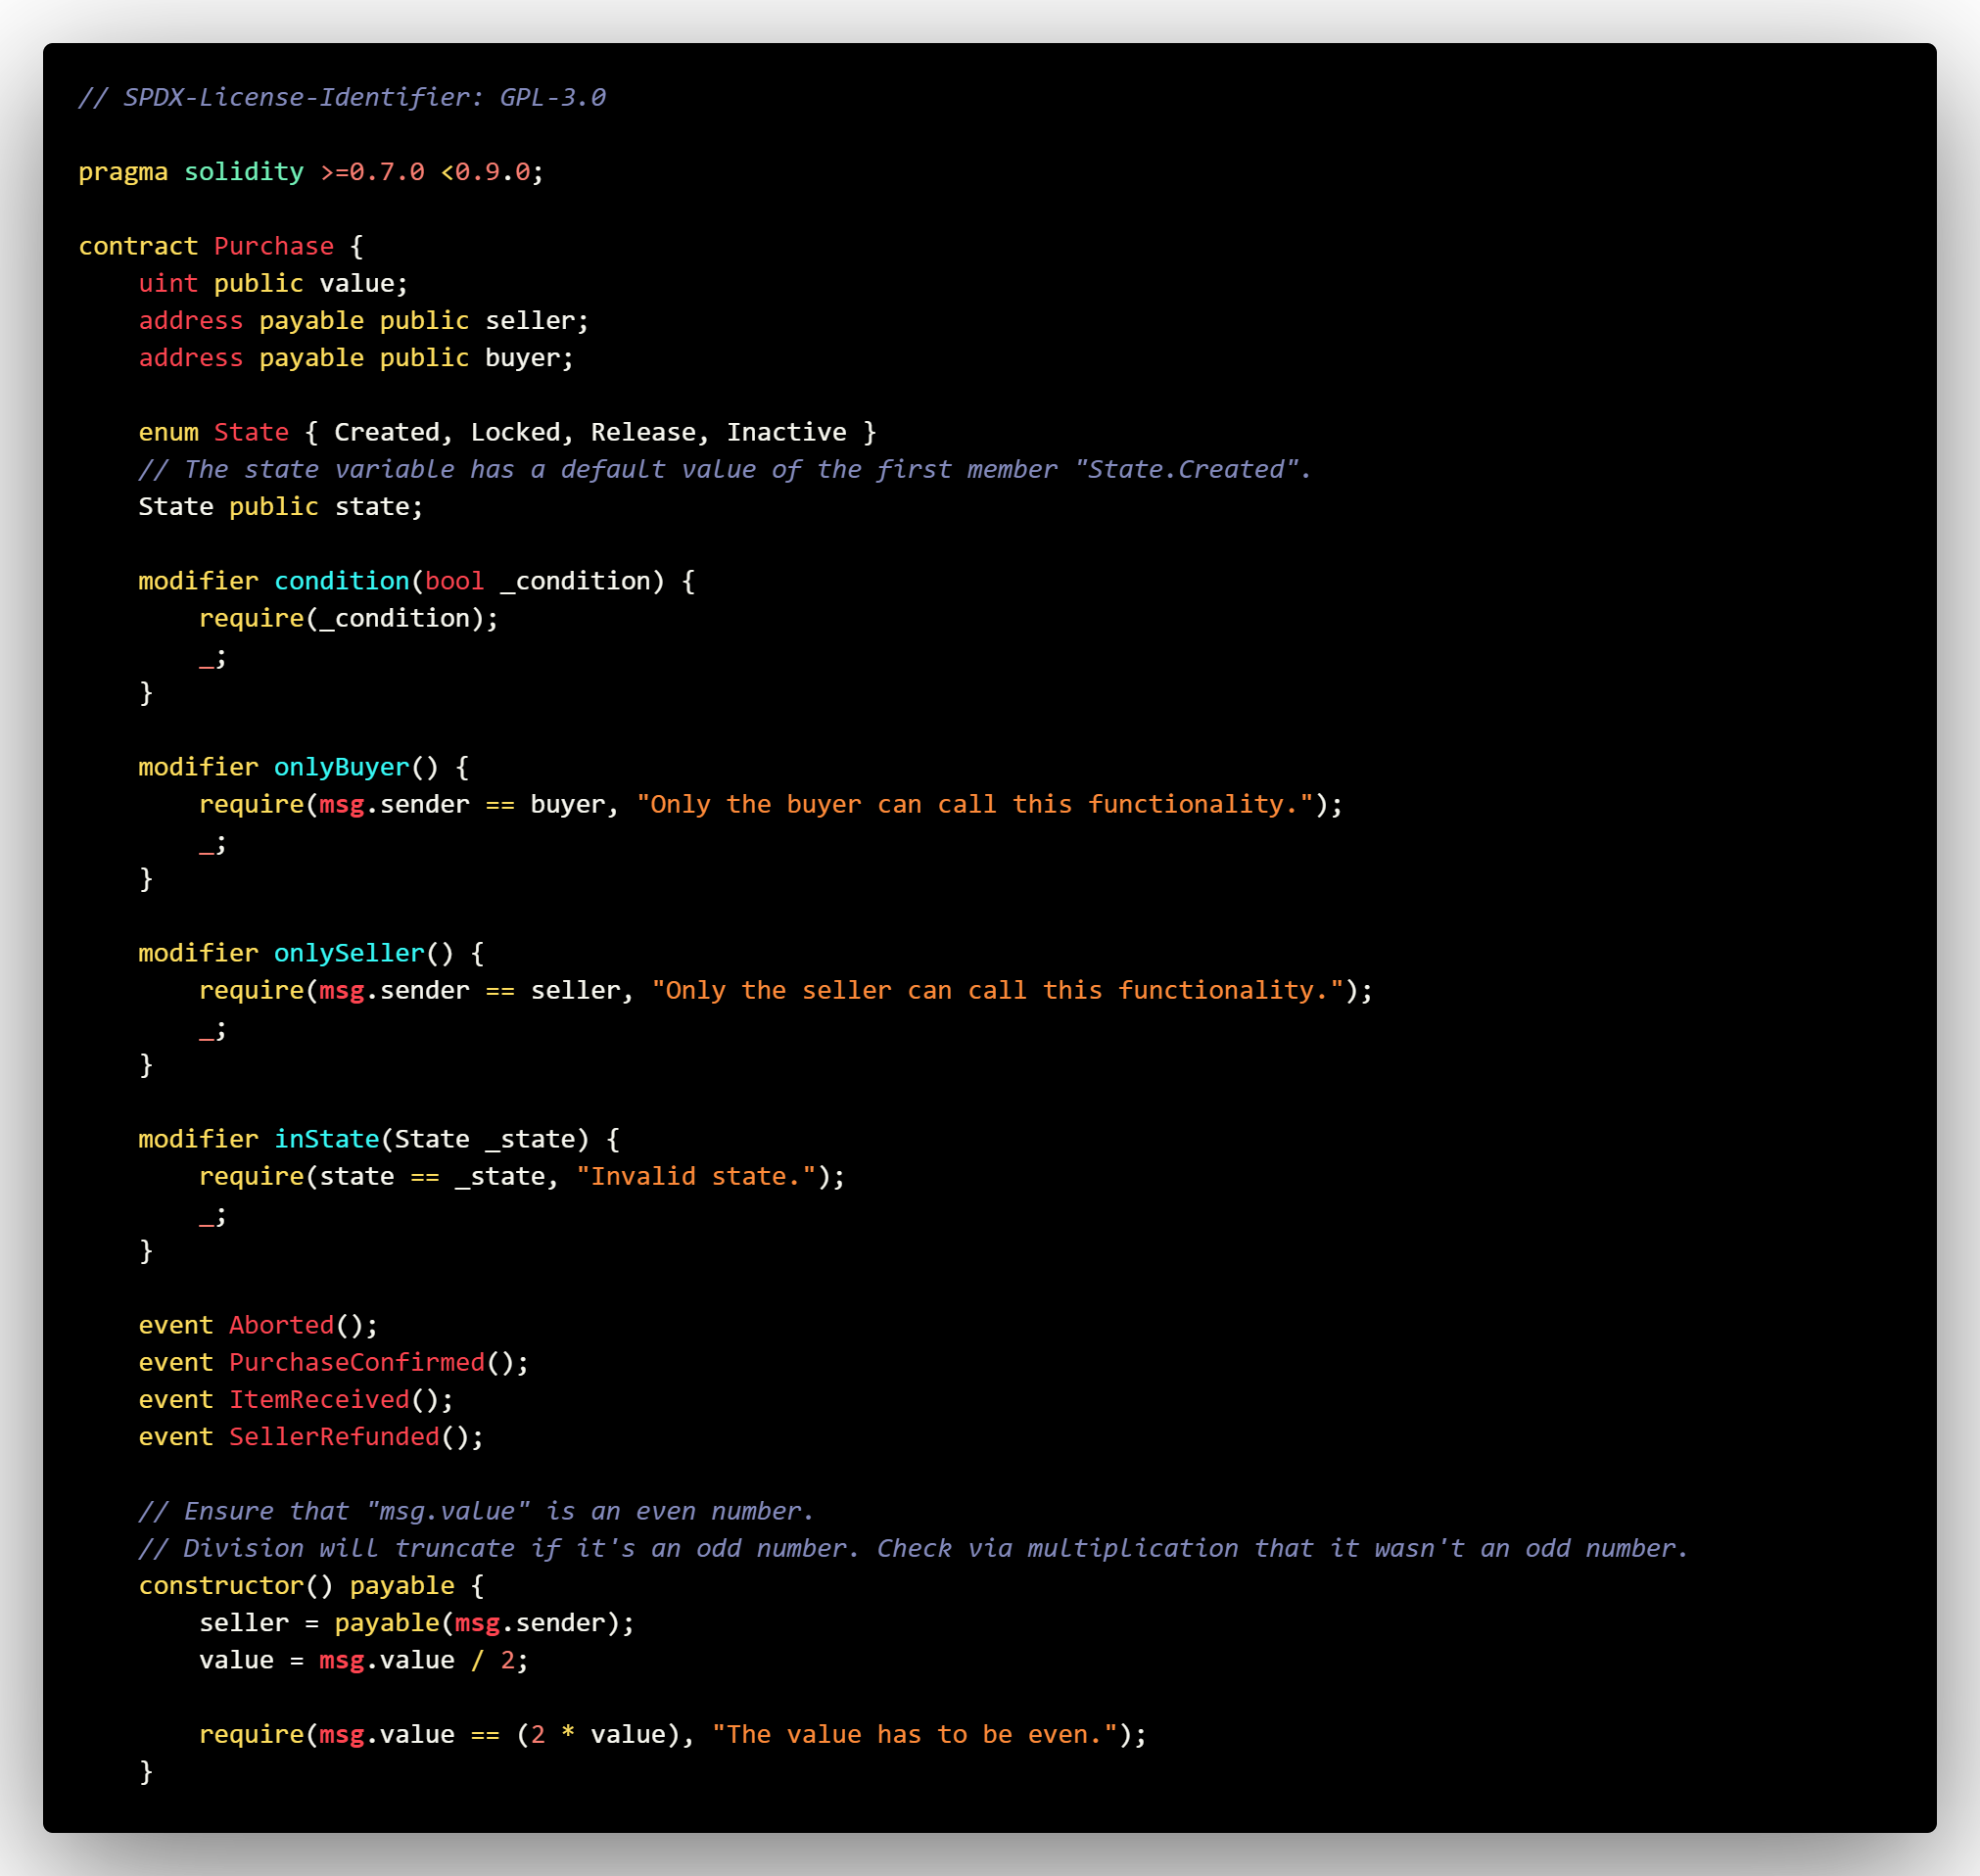 // SPDX-License-Identifier: GPL-3.0
pragma solidity >=0.7.0 <0.9.0;
contract Purchase {
    uint public value;
    address payable public seller;
    address payable public buyer;
    enum State { Created, Locked, Release, Inactive }
    // The state variable has a default value of the first member "State.Created".
    State public state;
    modifier condition(bool _condition) {
        require(_condition);
        _;
    }
    modifier onlyBuyer() {
        require(msg.sender == buyer, "Only the buyer can call this functionality.");
        _;
    }
    modifier onlySeller() {
        require(msg.sender == seller, "Only the seller can call this functionality.");
        _;
    }
    modifier inState(State _state) {
        require(state == _state, "Invalid state.");
        _;
    }
    event Aborted();
    event PurchaseConfirmed();
    event ItemReceived();
    event SellerRefunded();
    // Ensure that "msg.value" is an even number.
    // Division will truncate if it's an odd number. Check via multiplication that it wasn't an odd number.
    constructor() payable {
        seller = payable(msg.sender);
        value = msg.value / 2;
        require(msg.value == (2 * value), "The value has to be even.");
    }